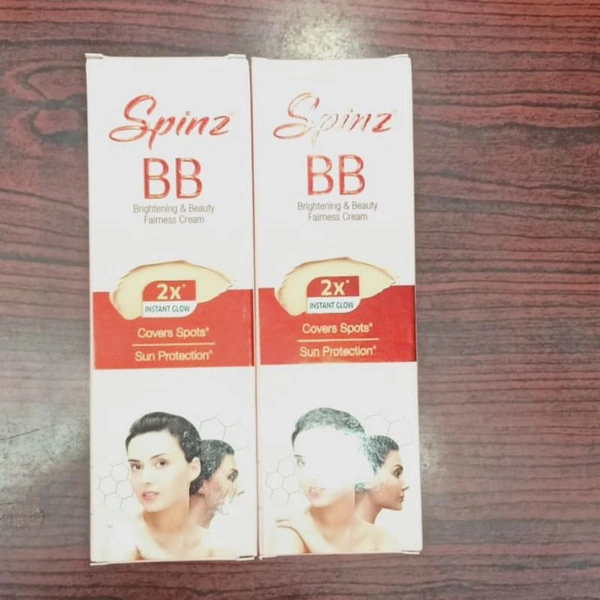 Spinz®
BB
Brightening & Beauty
Fairness Cream
2x*
INSTANT GLOW
Covers Spots*
Sun Protection^
Spinz®
BB
Brightening & Beauty
Fairness Cream
2x*
INSTANT GLOW
Covers Spots*
Sun Protection^